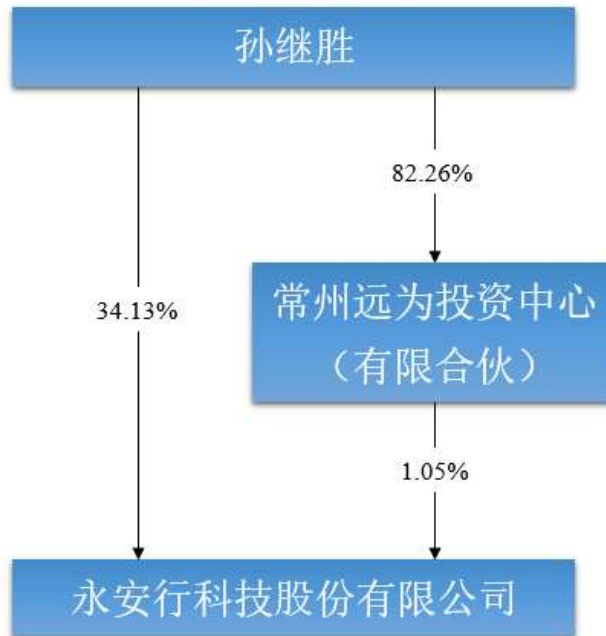 孙继胜
82.26%
34.13%
常州远为投资中心
（有限合伙）
1.05%
永安行科技股份有限公司